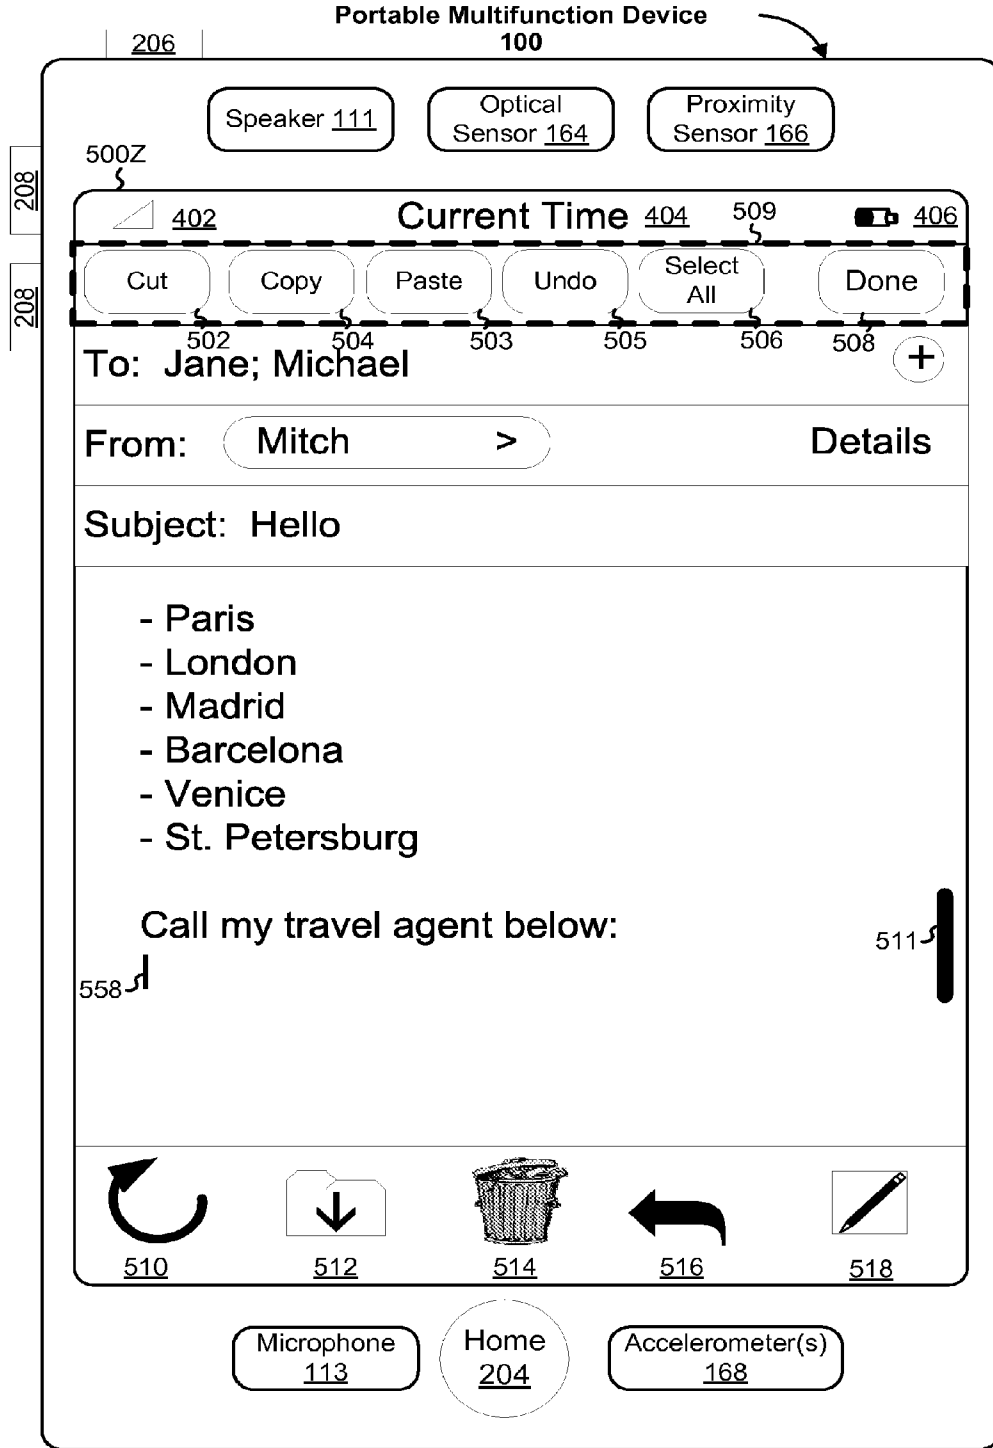 Portable Multifunction Device
100
206
Speaker 111
Optical
Sensor 164
Proximity
Sensor 166
208
208
500Z
402
Current Time 404
509
406
Cut
Copy
Paste
Undo
Select
All
Done
502
504
503
505
506
508
To: Jane; Michael
+
From:
Mitch >
Details
Subject: Hello
- Paris
- London
- Madrid
- Barcelona
- Venice
- St. Petersburg
Call my travel agent below:
511
558
510
512
514
516
518
Microphone
113
Home
204
Accelerometer(s)
168